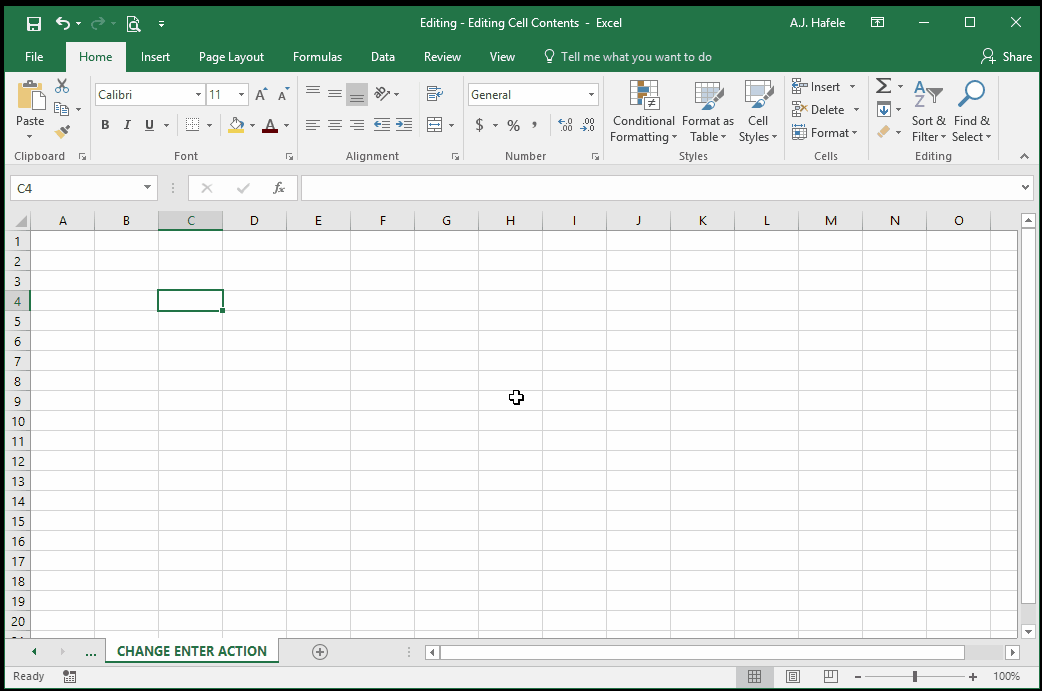 Editing - Editing Cell Contents - Excel
A.J. Hafele
File Home Insert Page Layout Formulas Data Review View Tell me what you want to do Share
Paste
Calibri 11
B I U A
General
$ % ,
Conditional Formatting
Format as Table
Cell Styles
Insert
Delete
Format
Sort & Filter
Find & Select
Clipboard Font Alignment Number Styles Cells Editing
C4 fx
A B C D E F G H I J K L M N O
1
2
3
4
5
6
7
8
9
10
11
12
13
14
15
16
17
18
19
20
... CHANGE ENTER ACTION
Ready 100%